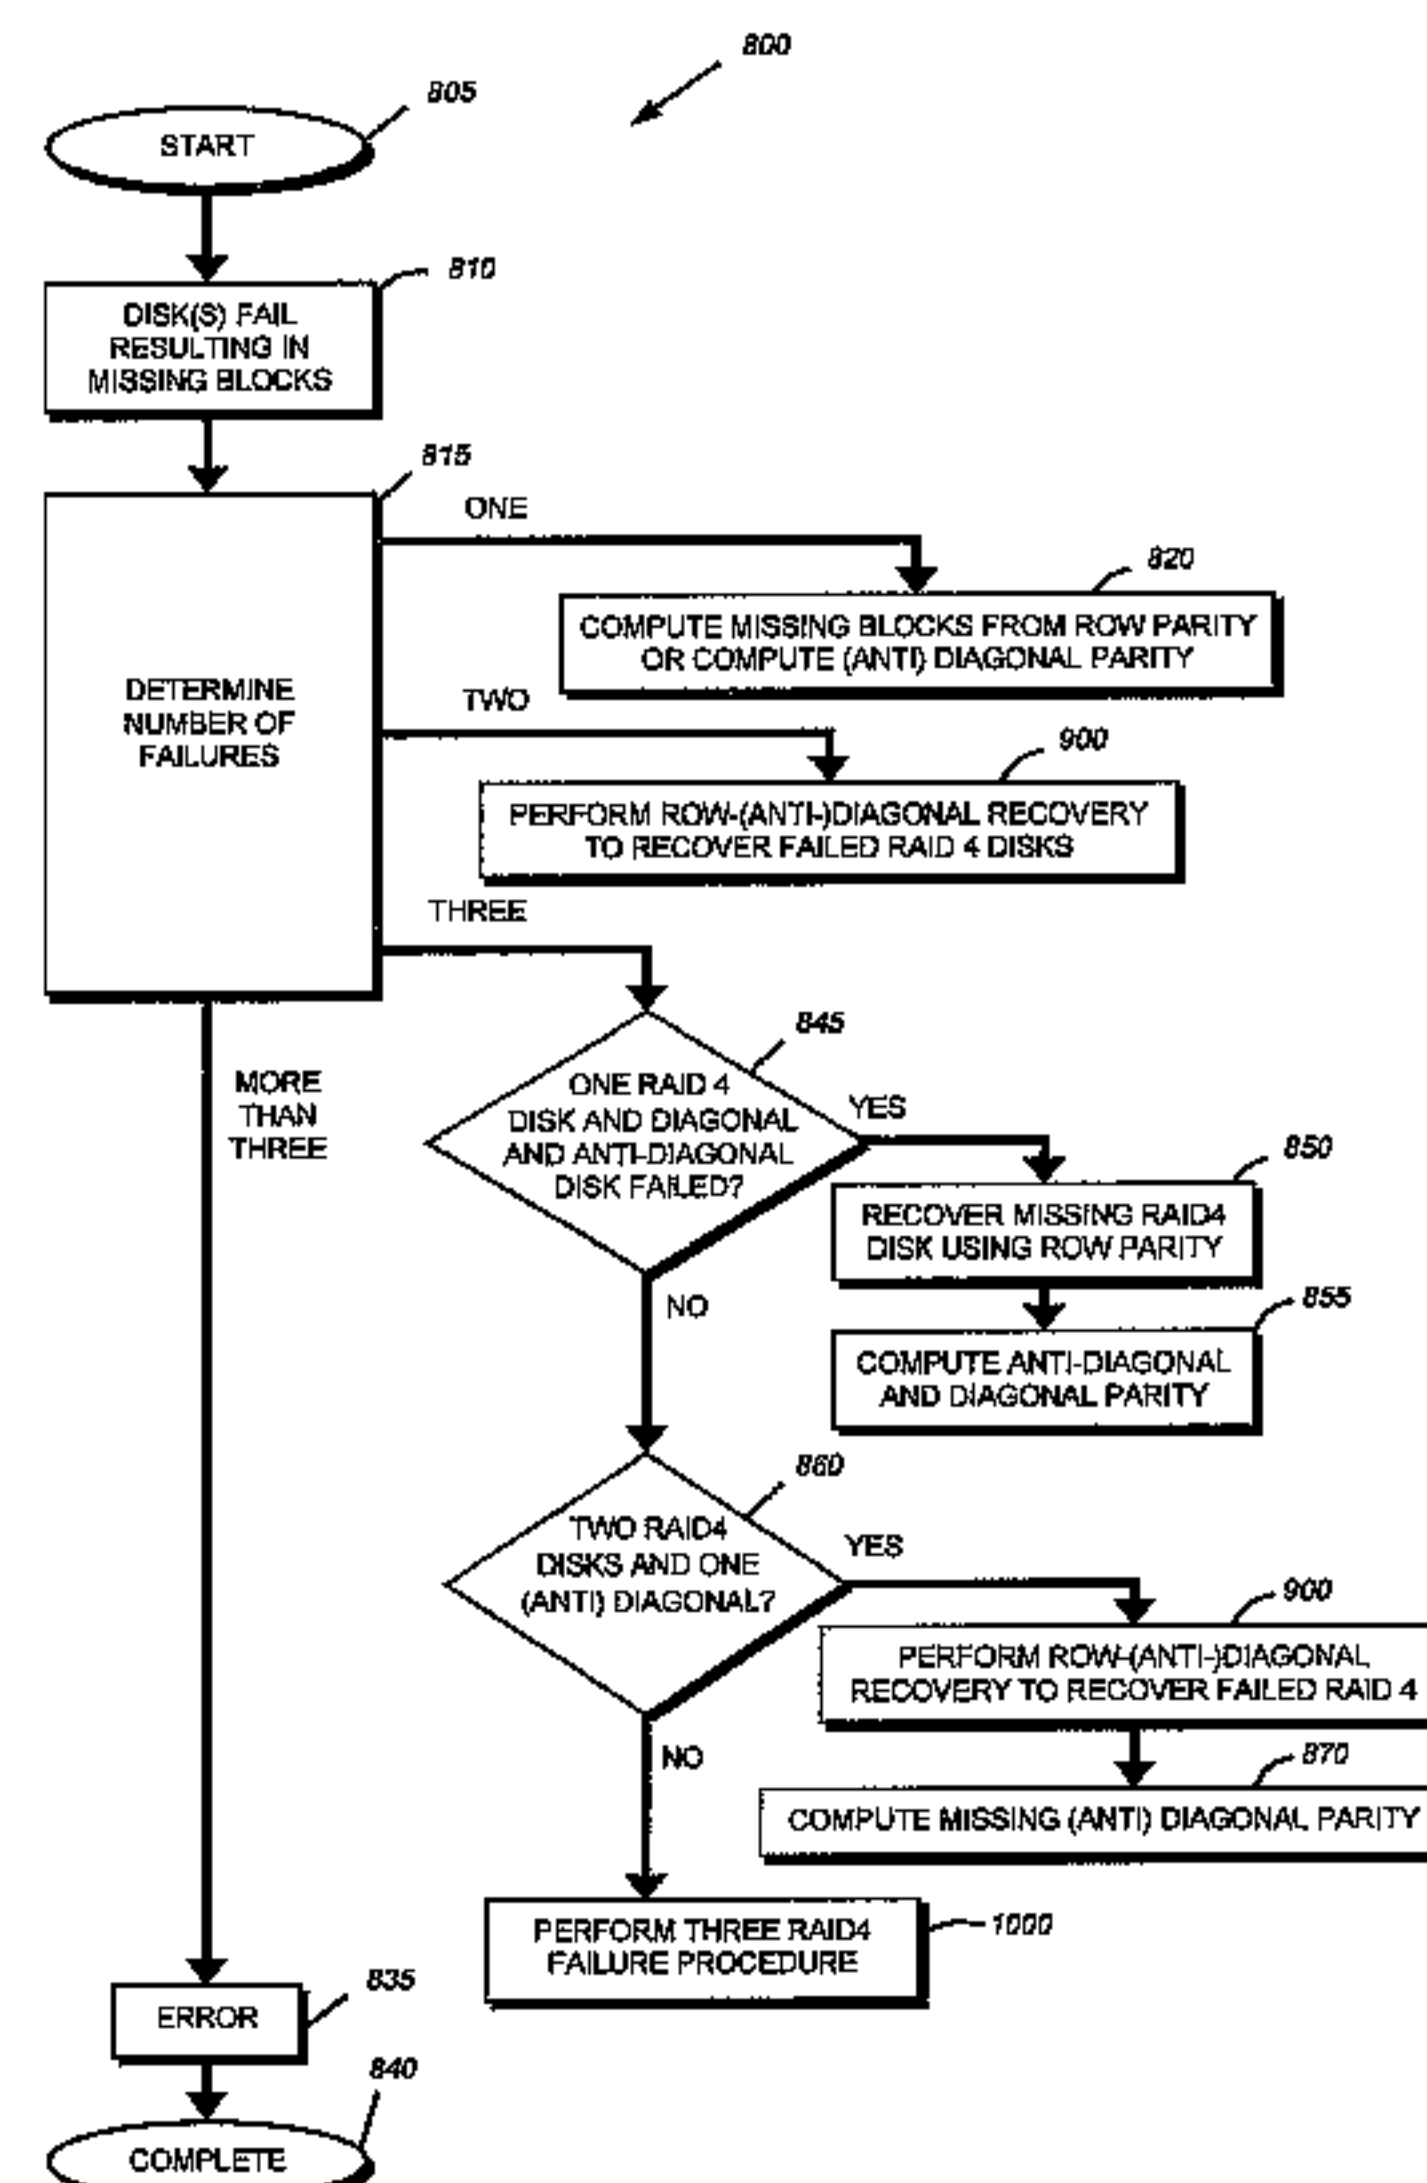 800
805
START
810
DISK(S) FAIL
RESULTING IN
MISSING BLOCKS
815
DETERMINE
NUMBER OF
FAILURES
ONE
820
COMPUTE MISSING BLOCKS FROM ROW PARITY
OR COMPUTE (ANTI) DIAGONAL PARITY
TWO
900
PERFORM ROW-(ANTI-)DIAGONAL RECOVERY
TO RECOVER FAILED RAID 4 DISKS
THREE
845
ONE RAID 4
DISK AND DIAGONAL
AND ANTI-DIAGONAL
DISK FAILED?
YES
850
RECOVER MISSING RAID4
DISK USING ROW PARITY
855
COMPUTE ANTI-DIAGONAL
AND DIAGONAL PARITY
NO
860
TWO RAID4
DISKS AND ONE
(ANTI) DIAGONAL?
YES
900
PERFORM ROW-(ANTI-)DIAGONAL
RECOVERY TO RECOVER FAILED RAID 4
870
COMPUTE MISSING (ANTI) DIAGONAL PARITY
NO
1000
PERFORM THREE RAID4
FAILURE PROCEDURE
MORE
THAN
THREE
835
ERROR
840
COMPLETE